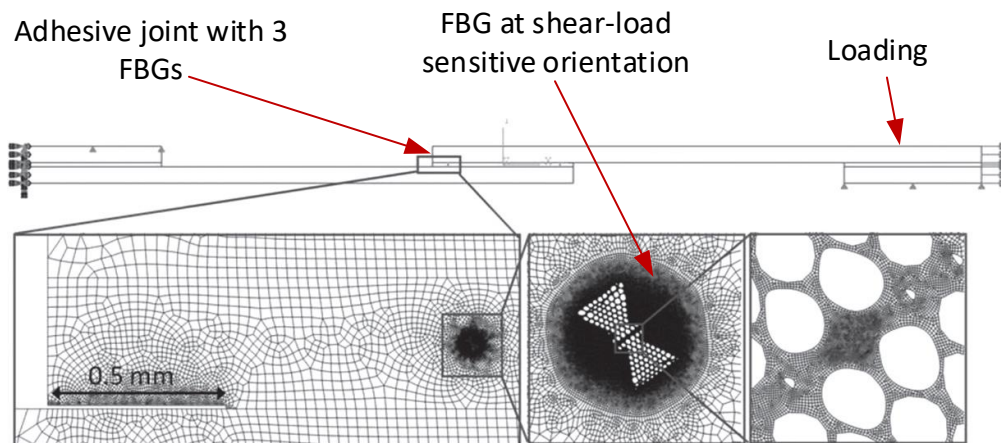 Adhesive joint with 3
FBGs
FBG at shear-load
sensitive orientation
Loading
0.5 mm